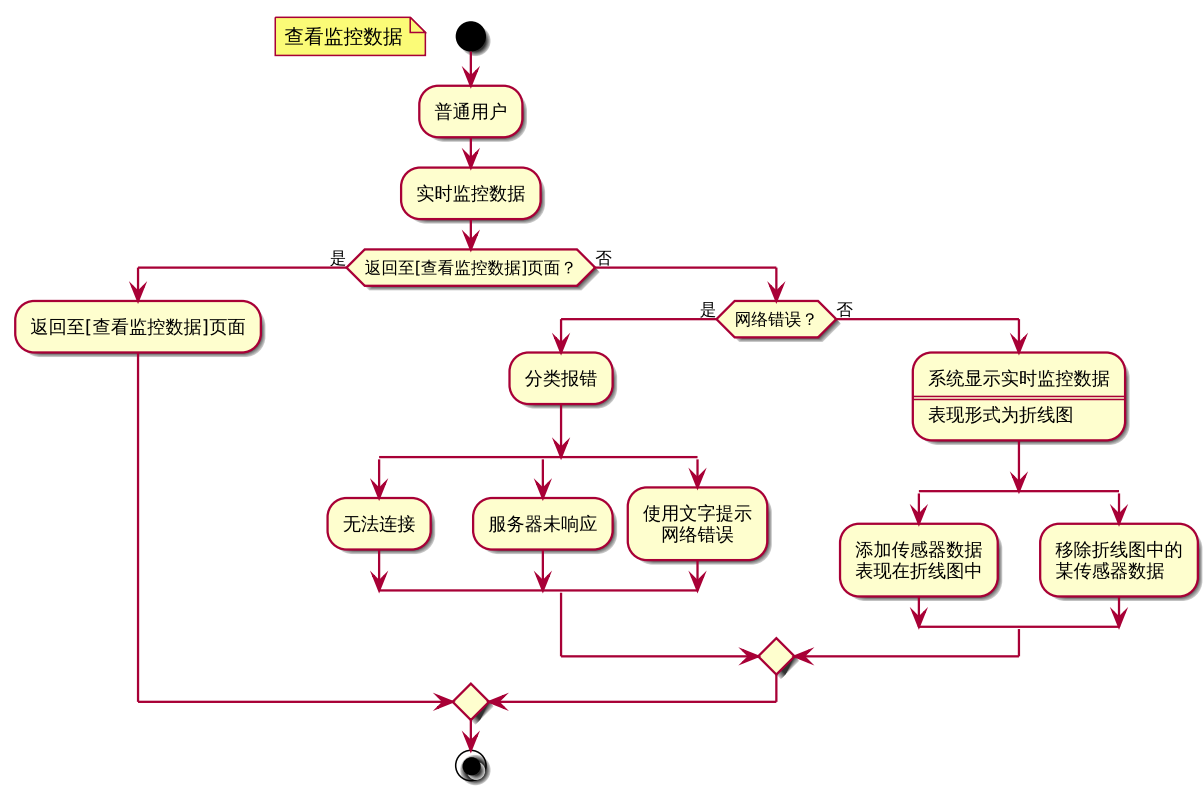 查看监控数据
普通用户
实时监控数据
是
返回至[查看监控数据]页面？
否
返回至[查看监控数据]页面
是
网络错误？
否
分类报错
系统显示实时监控数据
表现形式为折线图
无法连接
服务器未响应
使用文字提示
网络错误
添加传感器数据
表现在折线图中
移除折线图中的
某传感器数据